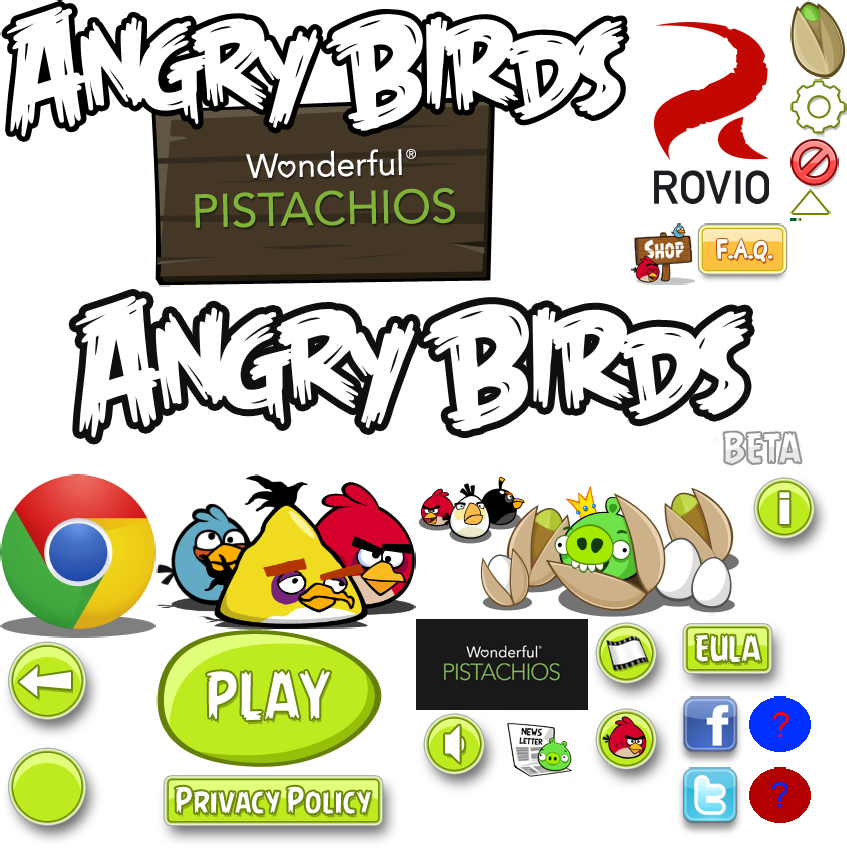 ANGRY BIRDS
Wonderful®
PISTACHIOS
ROVIO
SHOP
F.A.Q.
ANGRY BIRDS
BETA
i
Wonderful®
PISTACHIOS
EULA
PLAY
NEWS
LETTER
f
?
PRIVACY POLICY
t
?